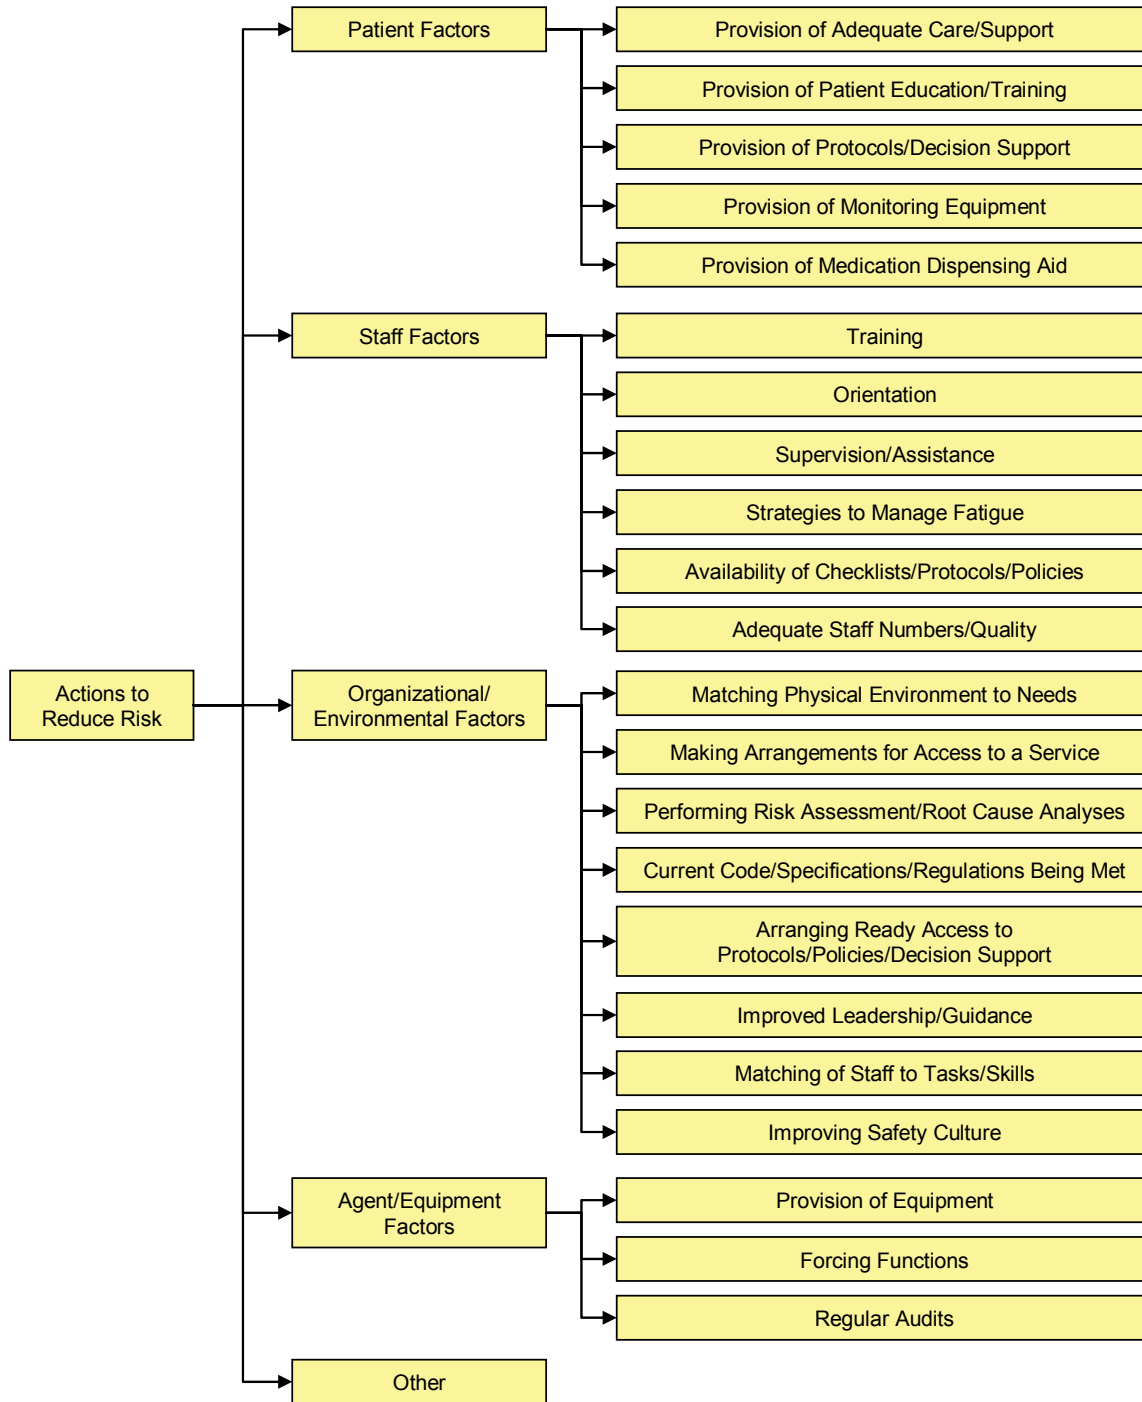 Patient Factors
Provision of Adequate Care/Support
Provision of Patient Education/Training
Provision of Protocols/Decision Support
Provision of Monitoring Equipment
Provision of Medication Dispensing Aid
Staff Factors
Training
Orientation
Supervision/Assistance
Strategies to Manage Fatigue
Availability of Checklists/Protocols/Policies
Adequate Staff Numbers/Quality
Actions to
Reduce Risk
Organizational/
Environmental Factors
Matching Physical Environment to Needs
Making Arrangements for Access to a Service
Performing Risk Assessment/Root Cause Analyses
Current Code/Specifications/Regulations Being Met
Arranging Ready Access to
Protocols/Policies/Decision Support
Improved Leadership/Guidance
Matching of Staff to Tasks/Skills
Improving Safety Culture
Agent/Equipment
Factors
Provision of Equipment
Forcing Functions
Regular Audits
Other